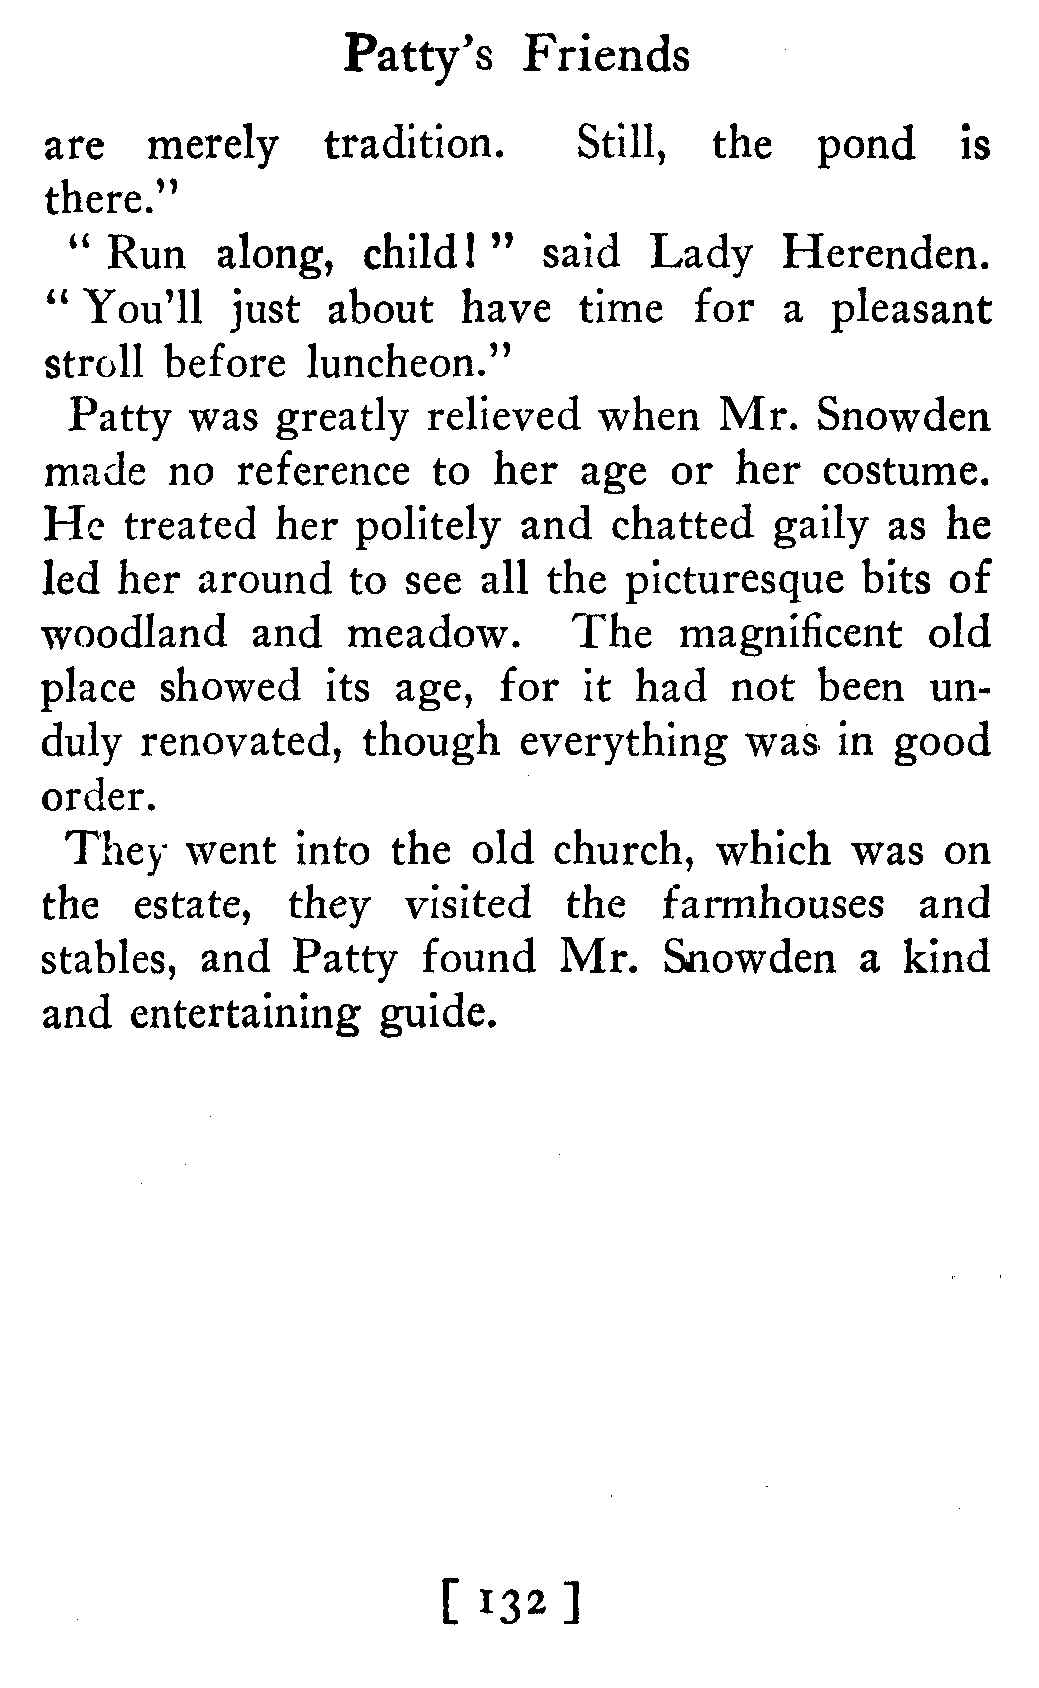 Patty's Friends
are merely tradition. Still, the pond is
there."
" Run along, child! " said Lady Herenden.
" You'll just about have time for a pleasant
stroll before luncheon."
Patty was greatly relieved when Mr. Snowden
made no reference to her age or her costume.
He treated her politely and chatted gaily as he
led her around to see all the picturesque bits of
woodland and meadow. The magnificent old
place showed its age, for it had not been un-
duly renovated, though everything was in good
order.
They went into the old church, which was on
the estate, they visited the farmhouses and
stables, and Patty found Mr. Snowden a kind
and entertaining guide.
[ 132 ]